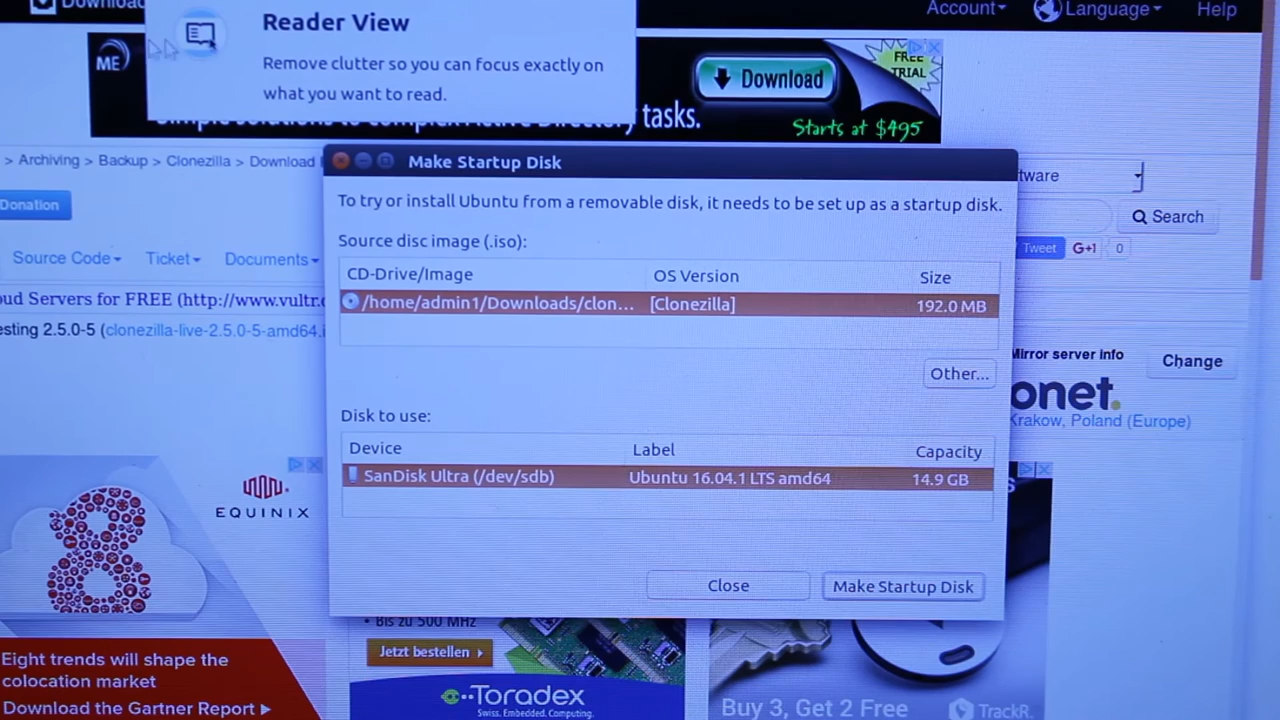 Download
Reader View
Remove clutter so you can focus exactly on
what you want to read.
Account
Language
Help
ME
Download
FREE
TRIAL
tasks.
Starts at $495
> Archiving > Backup > Clonezilla > Download
Make Startup Disk
To try or install Ubuntu from a removable disk, it needs to be set up as a startup disk.
Source disc image (.iso):
CD-Drive/Image OS Version Size
/home/admin1/Downloads/clon... [Clonezilla] 192.0 MB
Other...
Disk to use:
Device Label Capacity
SanDisk Ultra (/dev/sdb) Ubuntu 16.04.1 LTS amd64 14.9 GB
Close
Make Startup Disk
Donation
Source Code
Ticket
Documents
oud Servers for FREE (http://www.vultr.c
esting 2.5.0-5 (clonezilla-live-2.5.0-5-amd64.i
ftware
Search
Tweet
G+1
0
Mirror server info
Change
onet.
Krakow, Poland (Europe)
EQUINIX
8
Eight trends will shape the
colocation market
Download the Gartner Report
• Bis zu 500 MHz
Jetzt bestellen
Toradex
Swiss. Embedded. Computing.
Buy 3, Get 2 Free
TrackR.